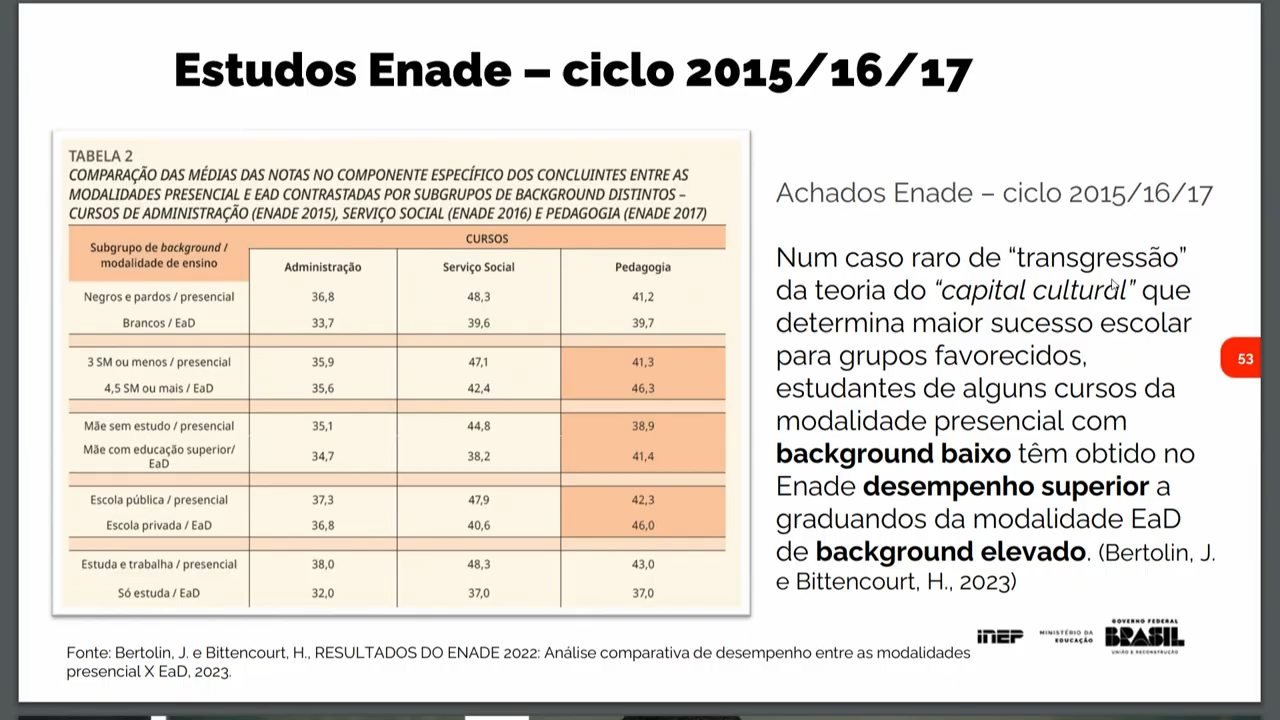 Estudos Enade – ciclo 2015/16/17
TABELA 2
COMPARAÇÃO DAS MÉDIAS DAS NOTAS NO COMPONENTE ESPECÍFICO DOS CONCLUINTES ENTRE AS
MODALIDADES PRESENCIAL E EAD CONTRASTADAS POR SUBGRUPOS DE BACKGROUND DISTINTOS –
CURSOS DE ADMINISTRAÇÃO (ENADE 2015), SERVIÇO SOCIAL (ENADE 2016) E PEDAGOGIA (ENADE 2017)
Subgrupo de background /
modalidade de ensino
CURSOS
Administração Serviço Social Pedagogia
Negros e pardos / presencial 36,8 48,3 41,2
Brancos / EaD 33,7 39,6 39,7
3 SM ou menos / presencial 35,9 47,1 41,3
4,5 SM ou mais / EaD 35,6 42,4 46,3
Mãe sem estudo / presencial 35,1 44,8 38,9
Mãe com educação superior/
EaD 34,7 38,2 41,4
Escola pública / presencial 37,3 47,9 42,3
Escola privada / EaD 36,8 40,6 46,0
Estuda e trabalha / presencial 38,0 48,3 43,0
Só estuda / EaD 32,0 37,0 37,0
Achados Enade – ciclo 2015/16/17
Num caso raro de “transgressão”
da teoria do “capital cultural” que
determina maior sucesso escolar
para grupos favorecidos,
estudantes de alguns cursos da
modalidade presencial com
background baixo têm obtido no
Enade desempenho superior a
graduandos da modalidade EaD
de background elevado. (Bertolin, J.
e Bittencourt, H., 2023)
53
Fonte: Bertolin, J. e Bittencourt, H., RESULTADOS DO ENADE 2022: Análise comparativa de desempenho entre as modalidades
presencial X EaD, 2023.
inep
MINISTÉRIO DA
EDUCAÇÃO
GOVERNO FEDERAL
BRASIL
UNIÃO E RECONSTRUÇÃO